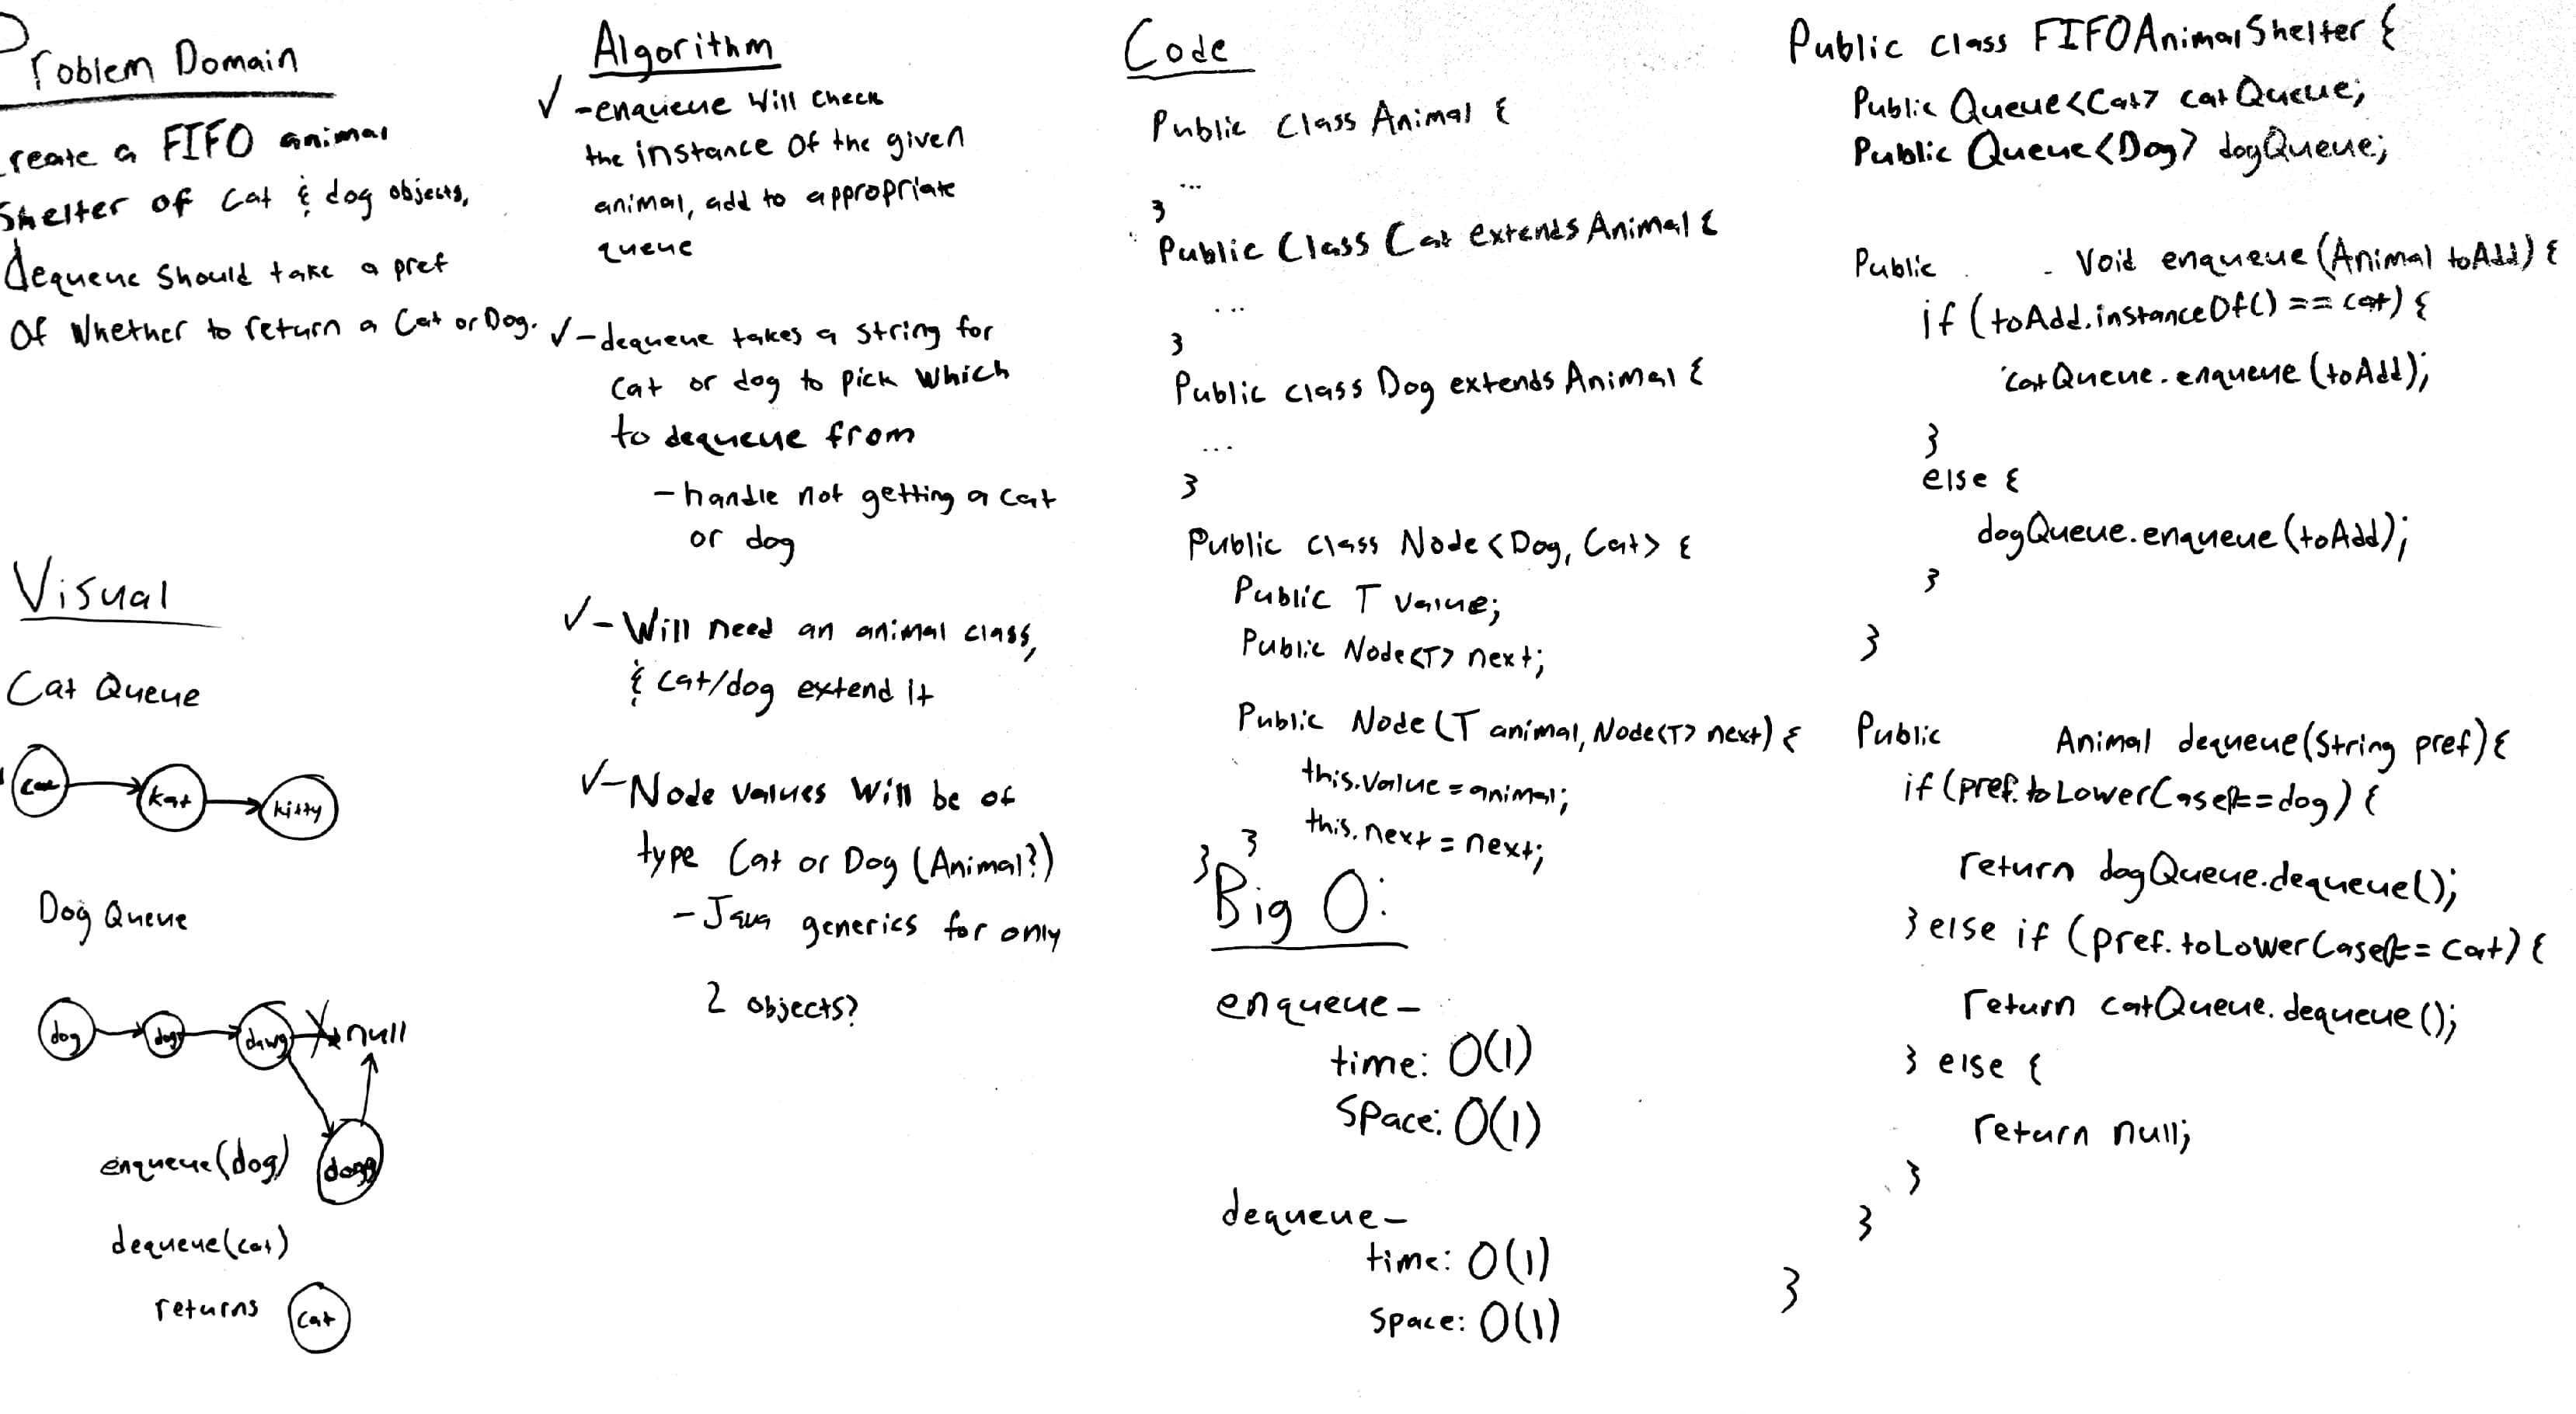 Problem Domain
Create a FIFO animal
Shelter of Cat & dog objects,
dequeue should take a pref
Of Whether to return a Cat or Dog.
Visual
Cat Queue
cat
kat
kitty
Dog Queue
dog
dawg
null
enqueue(dog)
dequeue(cat)
returns
cat
Algorithm
✓ - enqueue Will check
the instance of the given
animal, add to appropriate
queue
✓ - dequeue takes a string for
cat or dog to pick which
to dequeue from
- handle not getting a cat
or dog
✓ - Will need an animal class,
& cat/dog extend it
✓ - Node values will be of
type Cat or Dog (Animal?)
- Java generics for only
2 objects?
Code
Public class Animal {
...
}
Public Class Cat extends Animal {
...
}
Public class Dog extends Animal {
...
}
Public class Node <Dog, Cat> {
Public T value;
Public Node<T> next;
Public Node (T animal, Node<T> next) {
this.value = animal;
this.next = next;
}
}
Big O:
enqueue -
time: O(1)
Space: O(1)
dequeue -
time: O(1)
Space: O(1)
Public class FIFOAnimalShelter {
Public Queue<Cat> catQueue;
Public Queue<Dog> dogQueue;
Public void enqueue (Animal toAdd) {
if (toAdd.instanceOf() == cat) {
catQueue.enqueue (toAdd);
}
else {
dogQueue.enqueue (toAdd);
}
}
Public Animal dequeue(String pref) {
if (pref.toLowerCase()== dog) {
return dogQueue.dequeue();
} else if (pref.toLowerCase()== cat) {
return catQueue.dequeue();
} else {
return null;
}
}
}